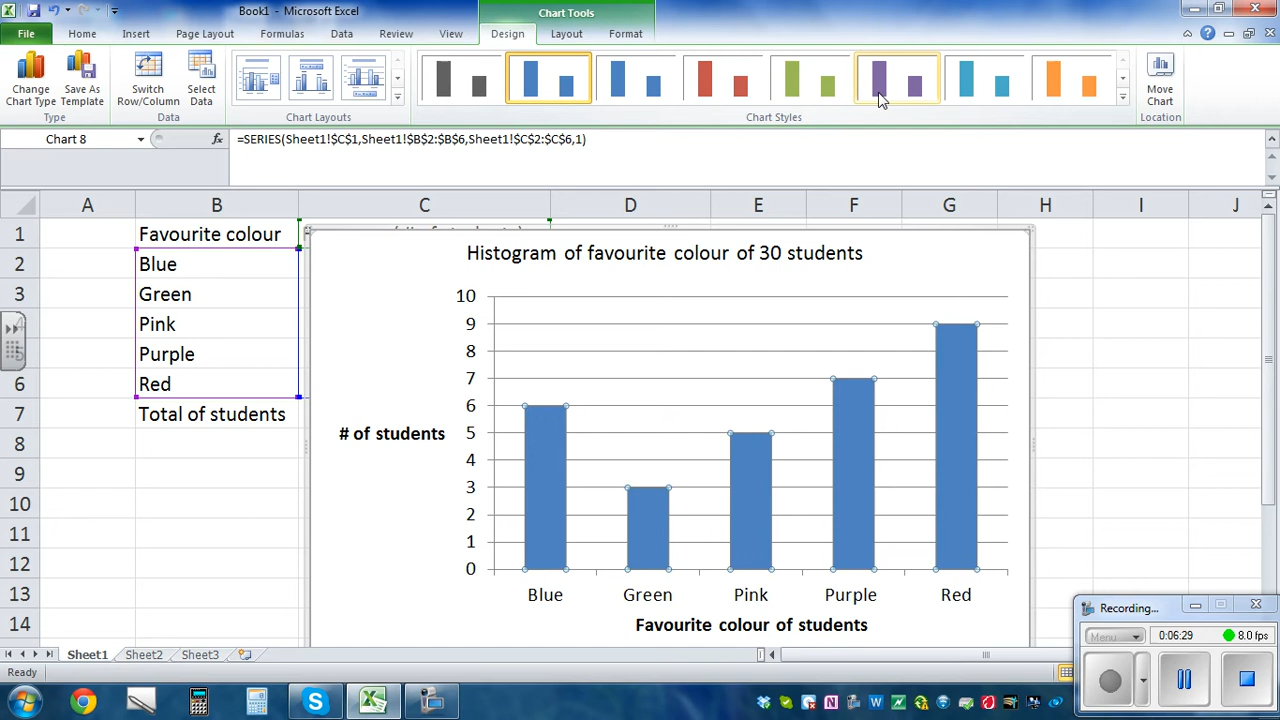 Book1 - Microsoft Excel
Chart Tools
File Home Insert Page Layout Formulas Data Review View Design Layout Format
Change Chart Type
Save As Template
Switch Row/Column
Select Data
Move Chart
Type Data Chart Layouts Chart Styles Location
Chart 8 fx =SERIES(Sheet1!$C$1,Sheet1!$B$2:$B$6,Sheet1!$C$2:$C$6,1)
A B C D E F G H I J
1 Favourite colour
2 Blue
3 Green
4 Pink
5 Purple
6 Red
7 Total of students
8
9
10
11
12
13
14
Histogram of favourite colour of 30 students
10
9
8
7
6
5
4
3
2
1
0
# of students
Blue Green Pink Purple Red
Favourite colour of students
Recording...
Menu 0:06:29 8.0 fps
Sheet1 Sheet2 Sheet3
Ready